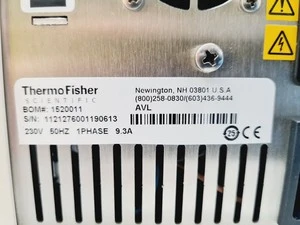 ThermoFisher
SCIENTIFIC
Newington, NH 03801 U.S.A
(800)258-0830/(603)436-9444
BOM#: 1520011
AVL
S/N: 1121276001190613
230V 50HZ 1PHASE 9.3A
25